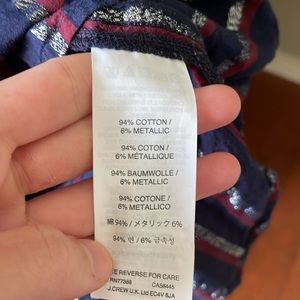 94% COTTON /
6% METALLIC
94% COTON /
6% MÉTALLIQUE
94% BAUMWOLLE /
6% METALLIC
94% COTONE /
6% METALLICO
綿 94% / メタリック 6%
94% 면 / 6% 금속성
E REVERSE FOR CARE
RN77388 CA56445
J.CREW U.K. Ltd EC4V 6JA